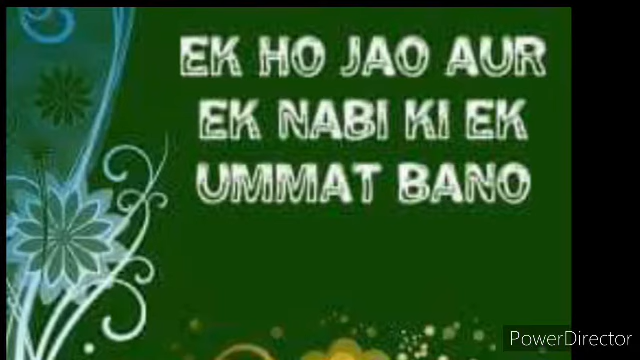 EK HO JAO AUR
EK NABI KI EK
UMMAT BANO
PowerDirector